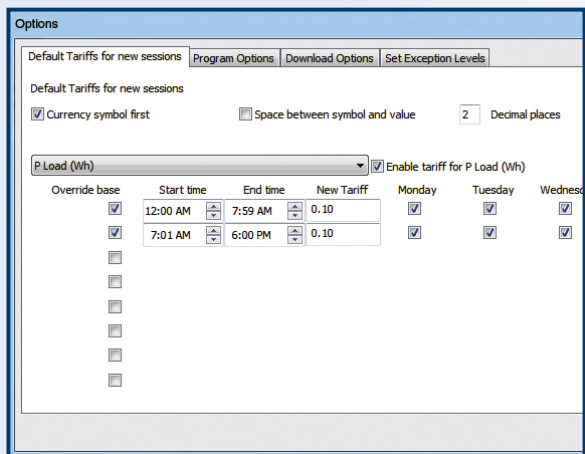 Options
Default Tariffs for new sessions Program Options Download Options Set Exception Levels
Default Tariffs for new sessions
Currency symbol first Space between symbol and value 2 Decimal places
P Load (Wh) Enable tariff for P Load (Wh)
Override base Start time End time New Tariff Monday Tuesday Wednesd
12:00 AM 7:59 AM 0.10
7:01 AM 6:00 PM 0.10